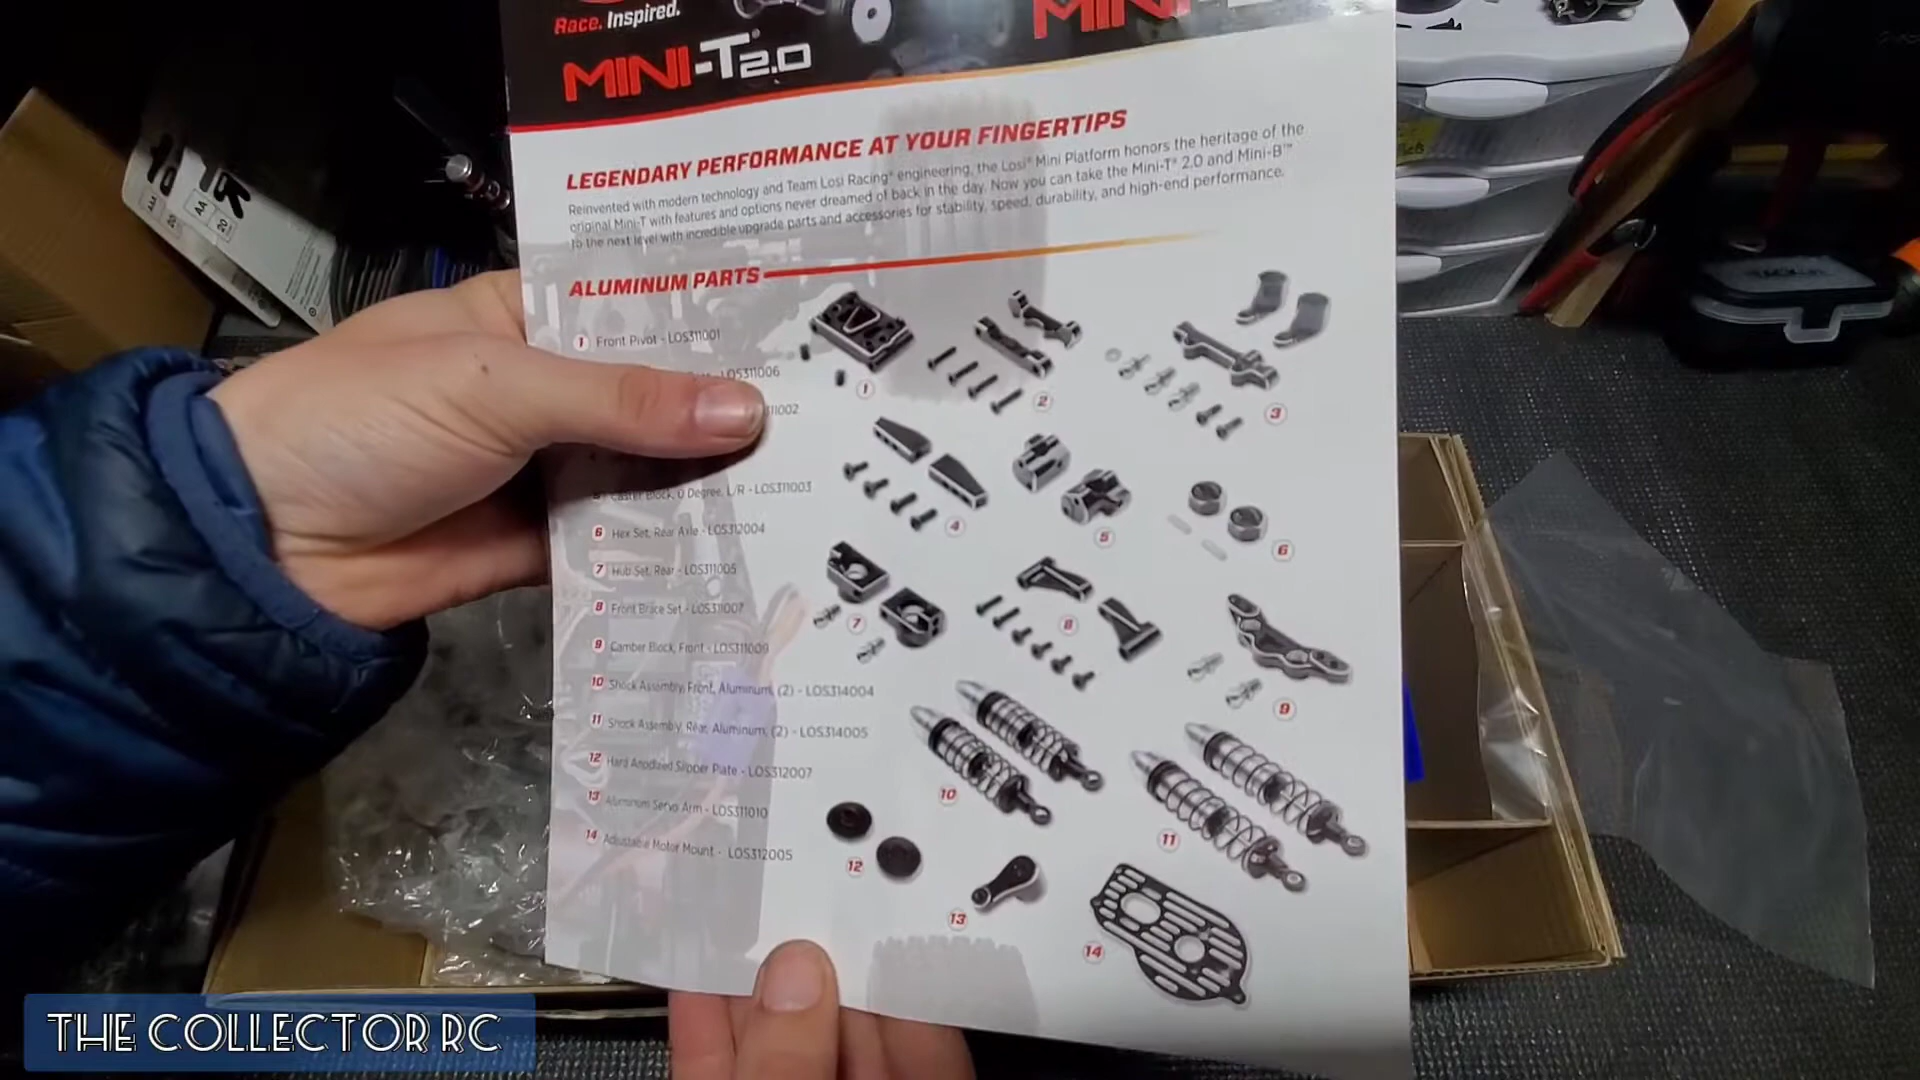 Race. Inspired.
MINI-T2.0
LEGENDARY PERFORMANCE AT YOUR FINGERTIPS
Reinvented with modern technology and Team Losi Racing® engineering, the Losi® Mini Platform honors the heritage of the
original Mini-T with features and options never dreamed of back in the day. Now you can take the Mini-T® 2.0 and Mini-B™
to the next level with incredible upgrade parts and accessories for stability, speed, durability, and high-end performance.
ALUMINUM PARTS
1 Front Pivot - LOS311001
LOS311006
11002
Caster Block, 0 Degree, L/R - LOS311003
6 Hex Set, Rear Axle - LOS312004
7 Hub Set, Rear - LOS311005
8 Front Brace Set - LOS311007
9 Camber Block, Front - LOS311009
10 Shock Assembly, Front, Aluminum, (2) - LOS314004
11 Shock Assembly, Rear, Aluminum, (2) - LOS314005
12 Hard Anodized Slipper Plate - LOS312007
13 Aluminum Servo Arm - LOS311010
14 Adjustable Motor Mount - LOS312005
1
2
3
4
5
6
7
8
9
10
11
12
13
14
AAA
20
AA
20
THE COLLECTOR RC